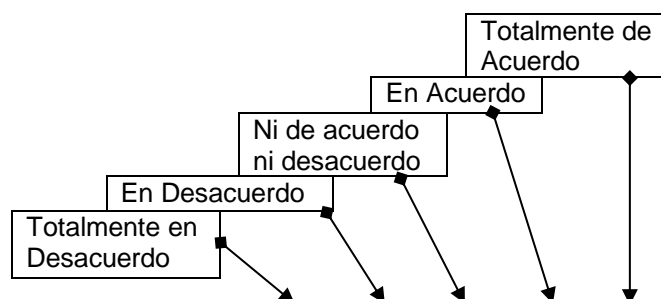 Totalmente de
Acuerdo
En Acuerdo
Ni de acuerdo
ni desacuerdo
En Desacuerdo
Totalmente en
Desacuerdo